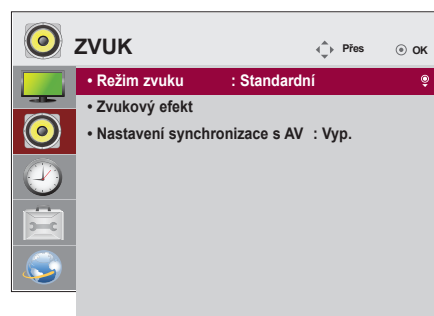 ZVUK Přes OK
• Režim zvuku : Standardní
• Zvukový efekt
• Nastavení synchronizace s AV : Vyp.